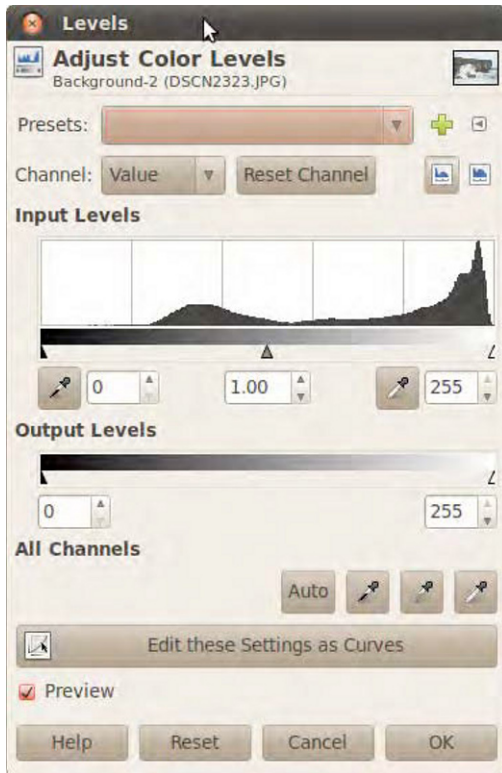 Levels
Adjust Color Levels
Background-2 (DSCN2323.JPG)
Presets:
Channel: Value Reset Channel
Input Levels
0 1.00 255
Output Levels
0 255
All Channels
Auto
Edit these Settings as Curves
Preview
Help Reset Cancel OK